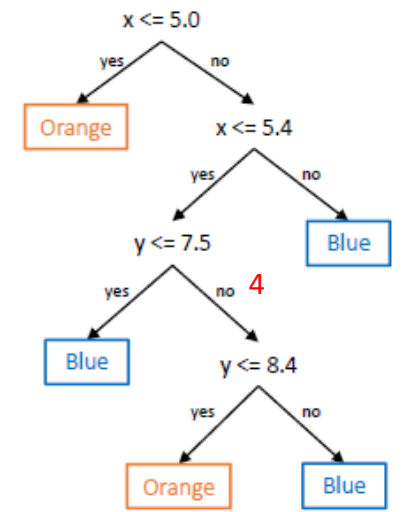 x <= 5.0
yes no
Orange
x <= 5.4
yes no
y <= 7.5
Blue
yes no 4
Blue
y <= 8.4
yes no
Orange Blue